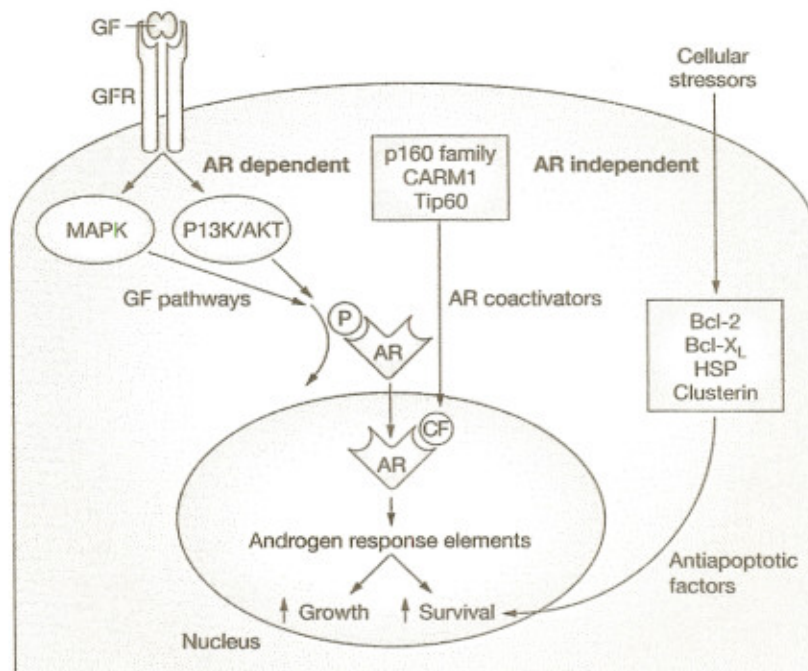 GF
GFR
Cellular
stressors
AR dependent
p160 family
CARM1
Tip60
AR independent
MAPK
P13K/AKT
GF pathways
P
AR
AR coactivators
Bcl-2
Bcl-XL
HSP
Clusterin
CF
AR
Androgen response elements
Growth
Survival
Antiapoptotic
factors
Nucleus